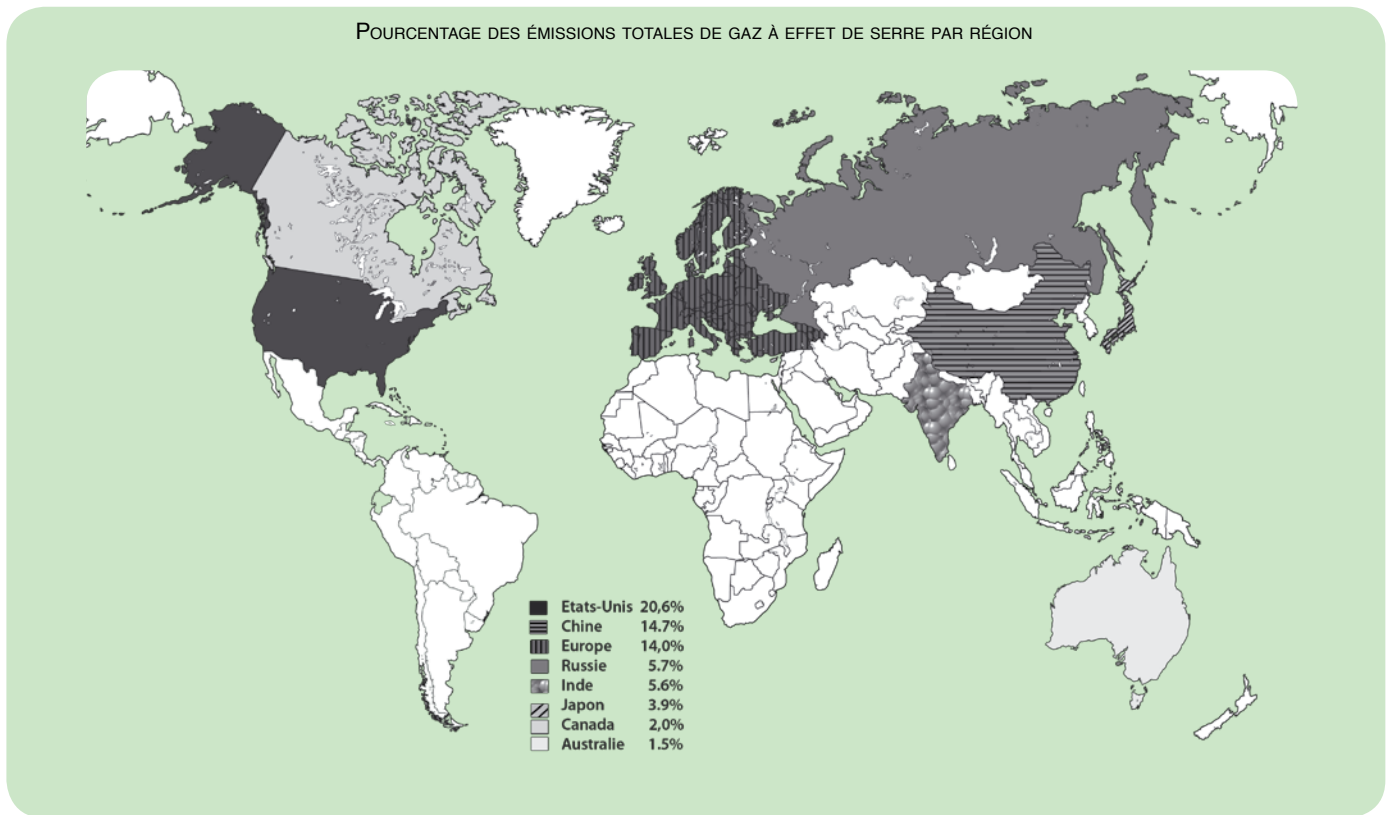 Pourcentage des émissions totales de gaz à effet de serre par région
Etats-Unis 20,6%
Chine 14.7%
Europe 14,0%
Russie 5.7%
Inde 5.6%
Japon 3.9%
Canada 2,0%
Australie 1.5%